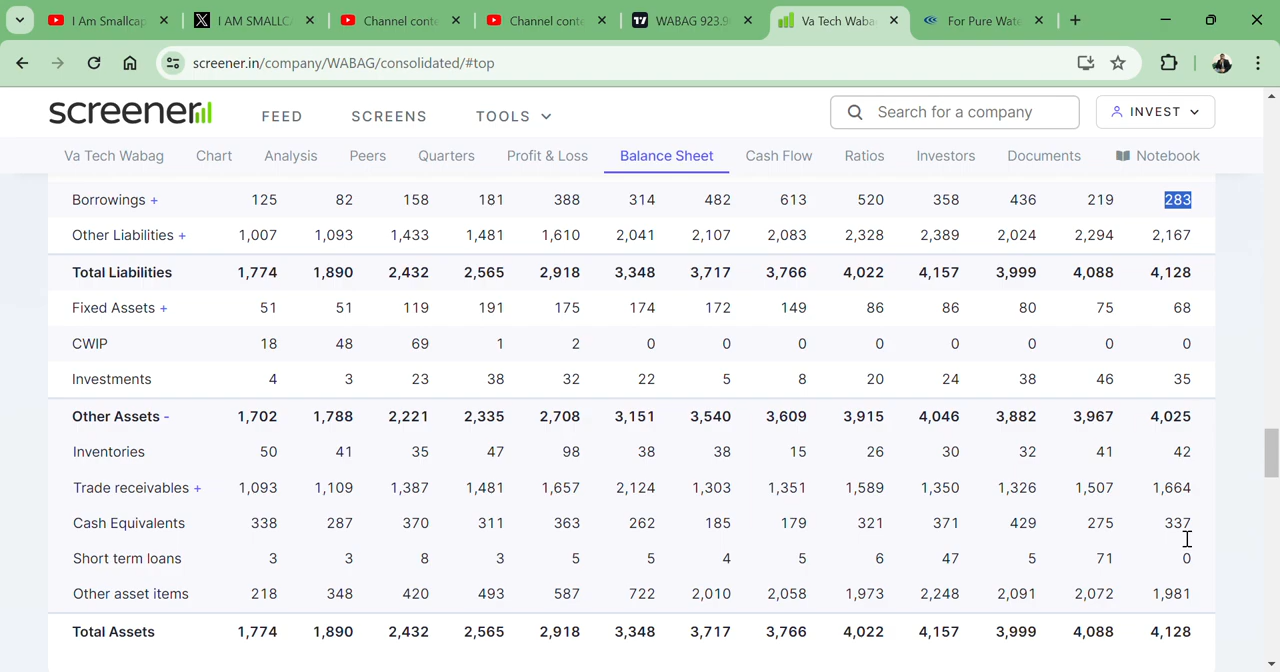 I Am Smallcap
I AM SMALLC
Channel conte
Channel conte
WABAG 923.9
Va Tech Waba
For Pure Wate
screener.in/company/WABAG/consolidated/#top
screener
FEED
SCREENS
TOOLS
Search for a company
INVEST
Va Tech Wabag Chart Analysis Peers Quarters Profit & Loss Balance Sheet Cash Flow Ratios Investors Documents Notebook
Borrowings + 125 82 158 181 388 314 482 613 520 358 436 219 283
Other Liabilities + 1,007 1,093 1,433 1,481 1,610 2,041 2,107 2,083 2,328 2,389 2,024 2,294 2,167
Total Liabilities 1,774 1,890 2,432 2,565 2,918 3,348 3,717 3,766 4,022 4,157 3,999 4,088 4,128
Fixed Assets + 51 51 119 191 175 174 172 149 86 86 80 75 68
CWIP 18 48 69 1 2 0 0 0 0 0 0 0 0
Investments 4 3 23 38 32 22 5 8 20 24 38 46 35
Other Assets - 1,702 1,788 2,221 2,335 2,708 3,151 3,540 3,609 3,915 4,046 3,882 3,967 4,025
Inventories 50 41 35 47 98 38 38 15 26 30 32 41 42
Trade receivables + 1,093 1,109 1,387 1,481 1,657 2,124 1,303 1,351 1,589 1,350 1,326 1,507 1,664
Cash Equivalents 338 287 370 311 363 262 185 179 321 371 429 275 337
Short term loans 3 3 8 3 5 5 4 5 6 47 5 71 0
Other asset items 218 348 420 493 587 722 2,010 2,058 1,973 2,248 2,091 2,072 1,981
Total Assets 1,774 1,890 2,432 2,565 2,918 3,348 3,717 3,766 4,022 4,157 3,999 4,088 4,128